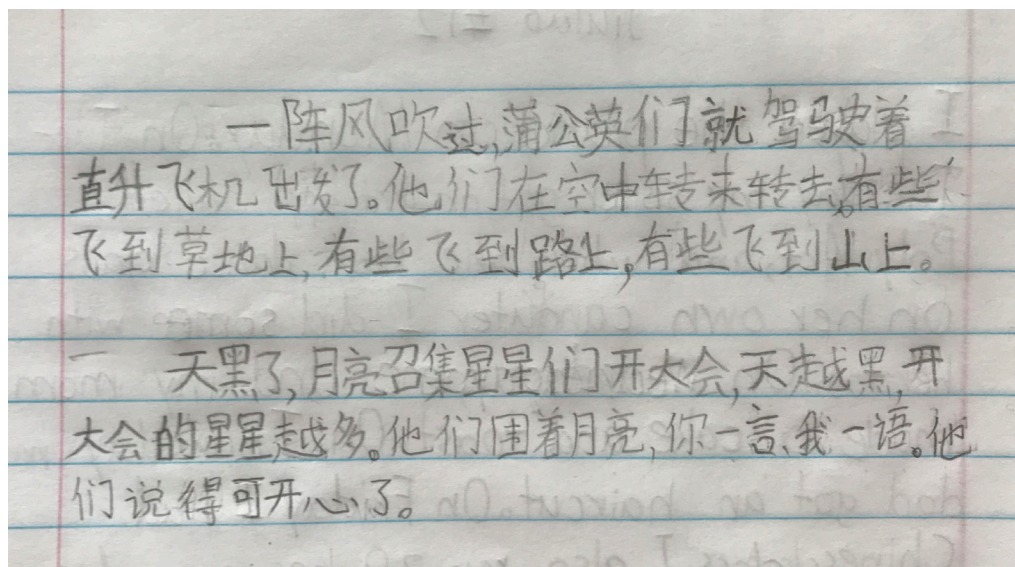 一阵风吹过,蒲公英们就驾驶着
直升飞机出发了。他们在空中转来转去。有些
飞到草地上,有些飞到路上,有些飞到山上。
天黑了,月亮召集星星们开大会,天越黑,开
大会的星星越多。他们围着月亮,你一言、我一语。他
们说得可开心了。